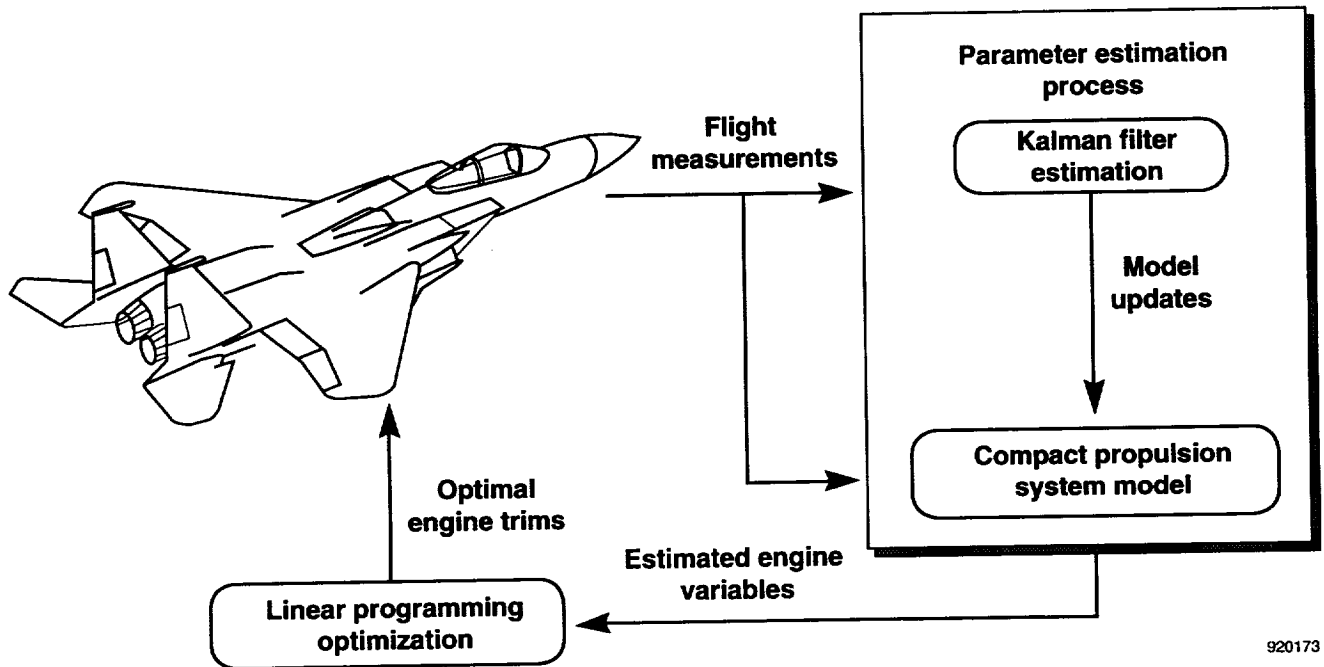 Parameter estimation
process
Flight
measurements
Kalman filter
estimation
Model
updates
Compact propulsion
system model
Optimal
engine trims
Estimated engine
variables
Linear programming
optimization
920173